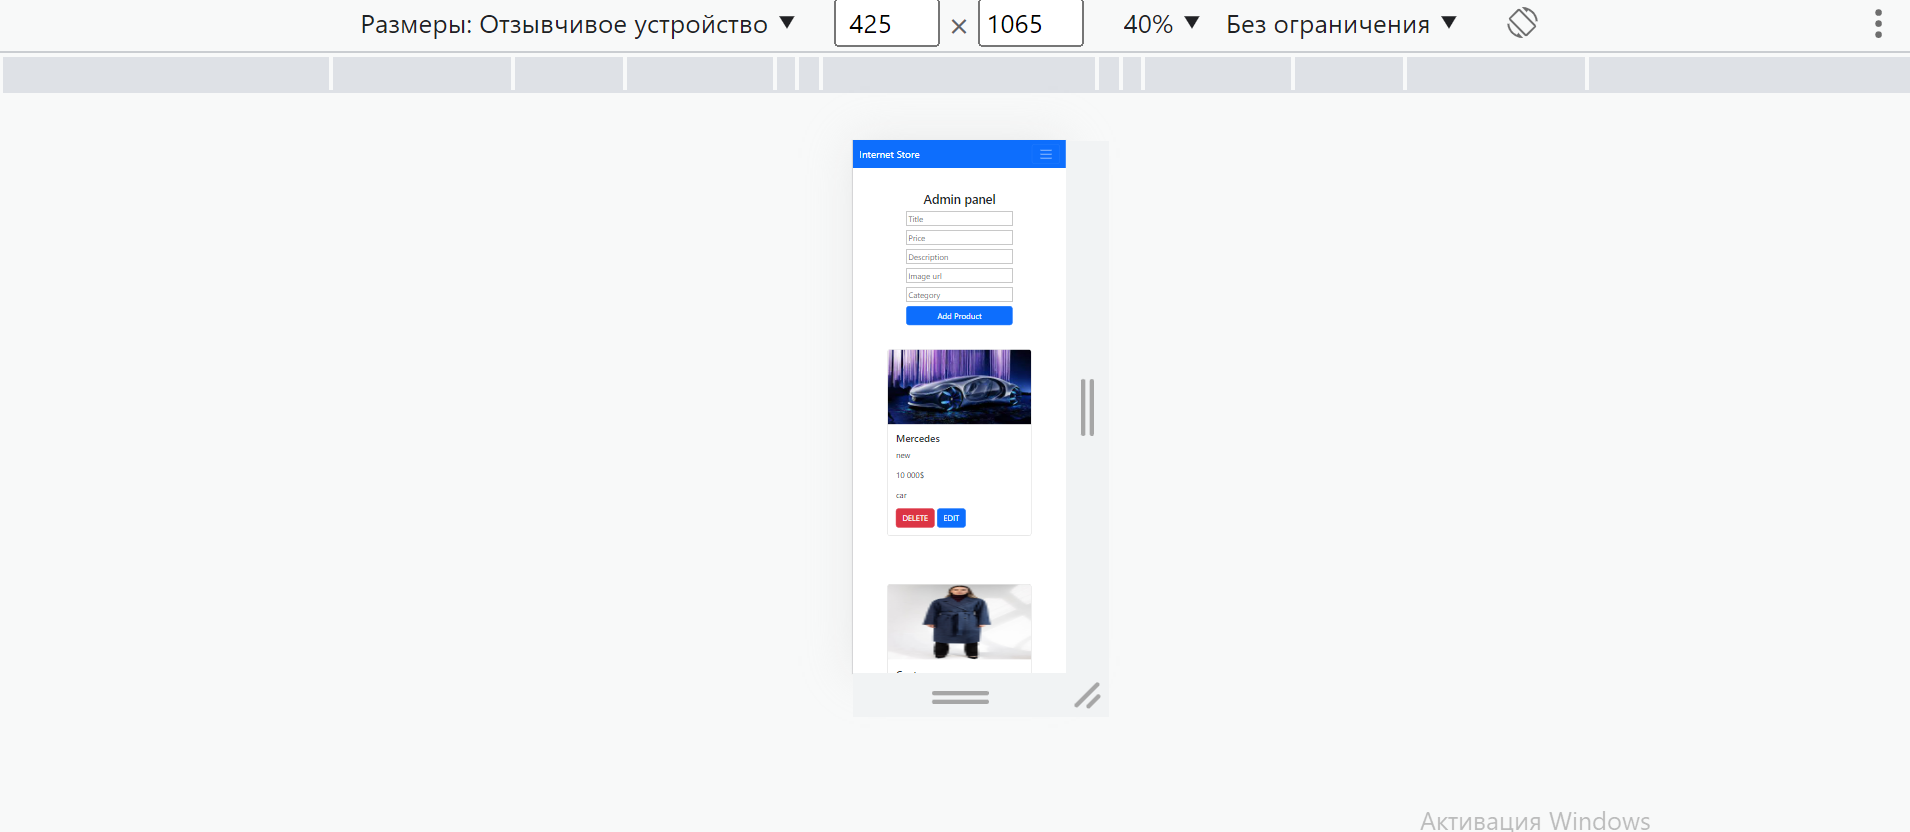 Размеры: Отзывчивое устройство ▼ 425 × 1065 40% ▼ Без ограничения ▼
Internet Store
Admin panel
Title
Price
Description
Image url
Category
Add Product
Mercedes
new
10 000$
car
DELETE EDIT
Активация Windows